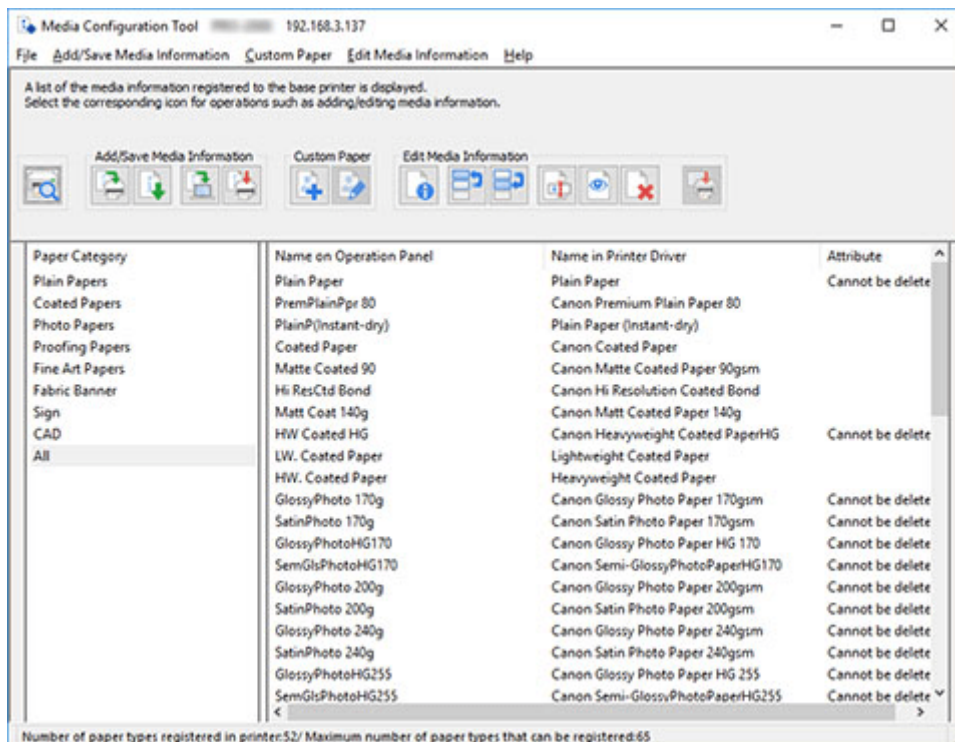 Media Configuration Tool 192.168.3.137
File Add/Save Media Information Custom Paper Edit Media Information Help
A list of the media information registered to the base printer is displayed.
Select the corresponding icon for operations such as adding/editing media information.
Add/Save Media Information Custom Paper Edit Media Information
Paper Category Name on Operation Panel Name in Printer Driver Attribute
Plain Papers Plain Paper Plain Paper Cannot be delete
Coated Papers PremPlainPpr 80 Canon Premium Plain Paper 80
Photo Papers PlainP(Instant-dry) Plain Paper (Instant-dry)
Proofing Papers Coated Paper Canon Coated Paper
Fine Art Papers Matte Coated 90 Canon Matte Coated Paper 90gsm
Fabric Banner Hi ResCtd Bond Canon Hi Resolution Coated Bond
Sign Matt Coat 140g Canon Matt Coated Paper 140g
CAD HW Coated HG Canon Heavyweight Coated PaperHG Cannot be delete
All LW. Coated Paper Lightweight Coated Paper
HW. Coated Paper Heavyweight Coated Paper
GlossyPhoto 170g Canon Glossy Photo Paper 170gsm Cannot be delete
SatinPhoto 170g Canon Satin Photo Paper 170gsm Cannot be delete
GlossyPhotoHG170 Canon Glossy Photo Paper HG 170 Cannot be delete
SemGlsPhotoHG170 Canon Semi-GlossyPhotoPaperHG170 Cannot be delete
GlossyPhoto 200g Canon Glossy Photo Paper 200gsm Cannot be delete
SatinPhoto 200g Canon Satin Photo Paper 200gsm Cannot be delete
GlossyPhoto 240g Canon Glossy Photo Paper 240gsm Cannot be delete
SatinPhoto 240g Canon Satin Photo Paper 240gsm Cannot be delete
GlossyPhotoHG255 Canon Glossy Photo Paper HG 255 Cannot be delete
SemGlsPhotoHG255 Canon Semi-GlossyPhotoPaperHG255 Cannot be delete
Number of paper types registered in printer:52/ Maximum number of paper types that can be registered:65